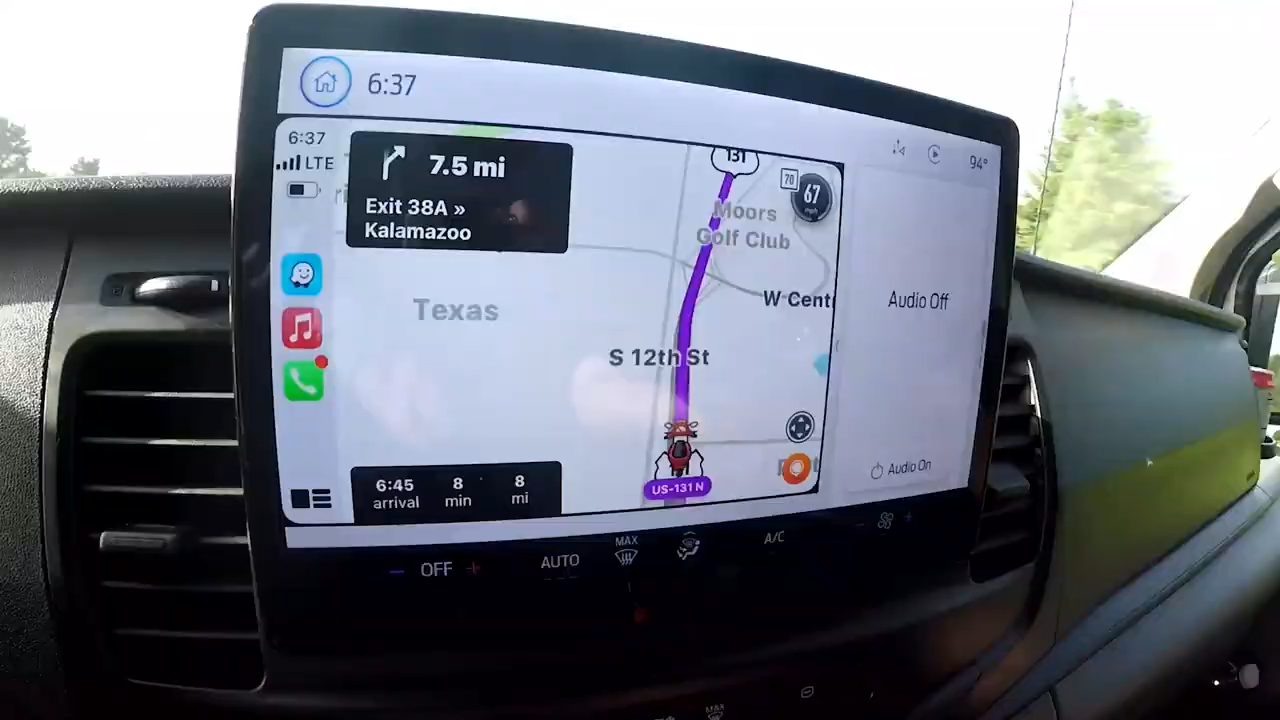 6:37
6:37
LTE
7.5 mi
Exit 38A »
Kalamazoo
131
70
67
mph
94°
Moors
Golf Club
W Cent
Texas
S 12th St
Audio Off
US-131 N
6:45
arrival
8
min
8
mi
Audio On
OFF
AUTO
MAX
A/C
MAX